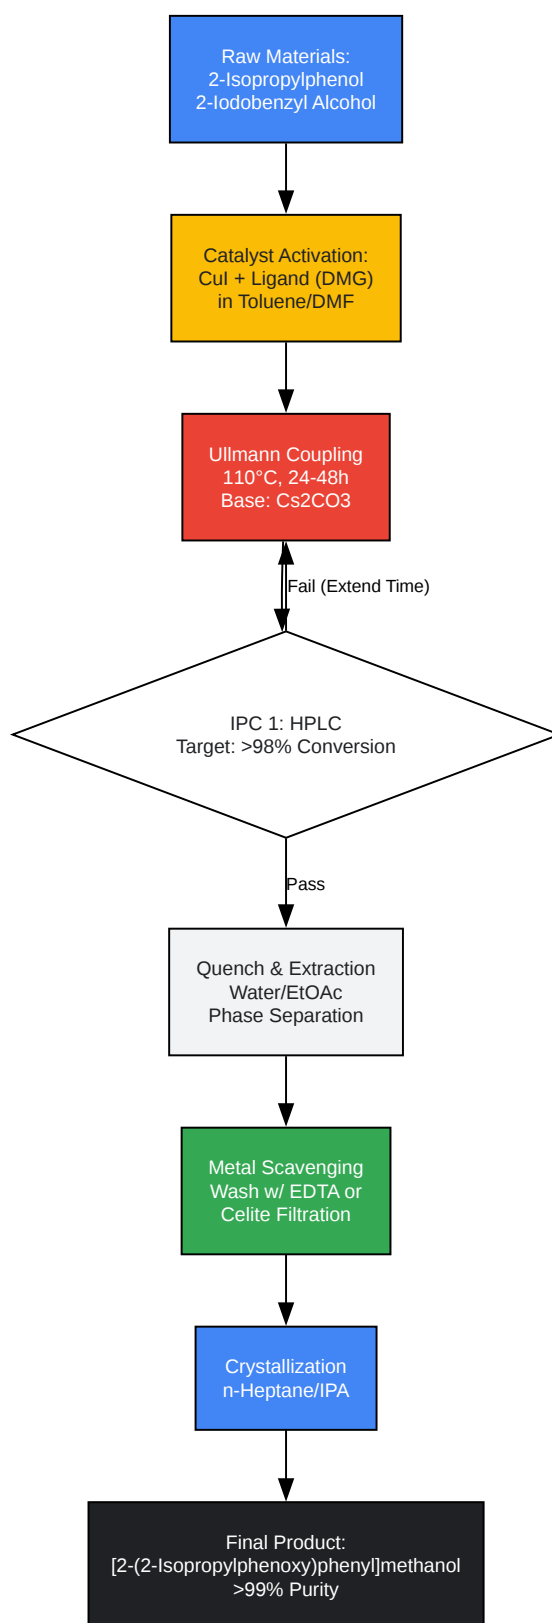 Raw Materials:
2-Isopropylphenol
2-Iodobenzyl Alcohol
Catalyst Activation:
CuI + Ligand (DMG)
in Toluene/DMF
Ullmann Coupling
110°C, 24-48h
Base: Cs2CO3
Fail (Extend Time)
IPC 1: HPLC
Target: >98% Conversion
Pass
Quench & Extraction
Water/EtOAc
Phase Separation
Metal Scavenging
Wash w/ EDTA or
Celite Filtration
Crystallization
n-Heptane/IPA
Final Product:
[2-(2-Isopropylphenoxy)phenyl]methanol
>99% Purity